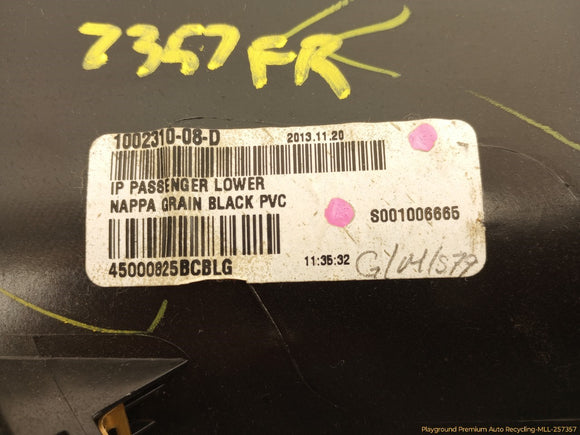 7357FR
1002310-08-D 2013.11.20
IP PASSENGER LOWER
NAPPA GRAIN BLACK PVC
S001006665
45000825BCBLG 11:35:32
Playground Premium Auto Recycling-MLL-257357